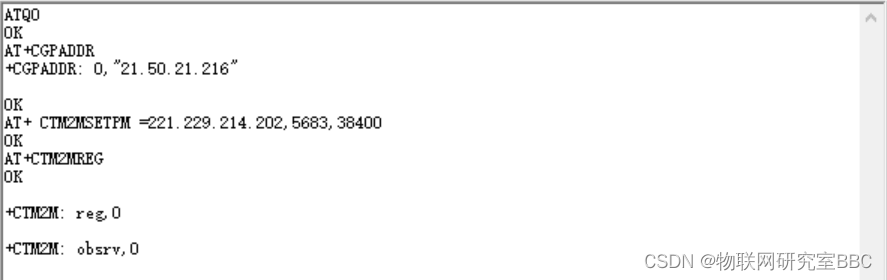 ATQ0
OK
AT+CGPADDR
+CGPADDR: 0,"21.50.21.216"
OK
AT+ CTM2MSETPM =221.229.214.202,5683,38400
OK
AT+CTM2MREG
OK
+CTM2M: reg,0
+CTM2M: obsrv,0
CSDN @物联网研究室BBC